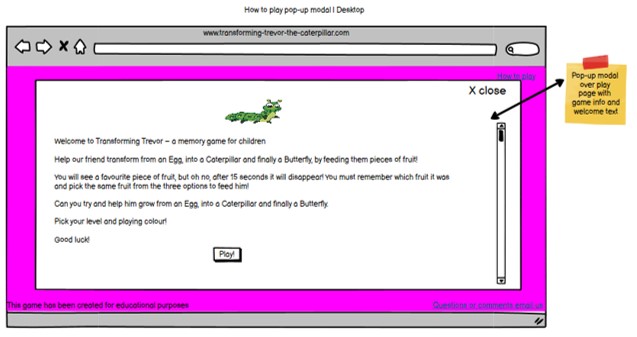 How to play pop-up modal | Desktop
www.transforming-trevor-the-caterpillar.com
How to play
X close
Pop-up modal
over play
page with
game info and
welcome text
Welcome to Transforming Trevor – a memory game for children
Help our friend transform from an Egg, into a Caterpillar and finally a Butterfly, by feeding them pieces of fruit!
You will see a favourite piece of fruit, but oh no, after 15 seconds it will disappear! You must remember which fruit it was
and pick the same fruit from the three options to feed him!
Can you try and help him grow from an Egg, into a Caterpillar and finally a Butterfly.
Pick your level and playing colour!
Good luck!
Play!
This game has been created for educational purposes
Questions or comments email us